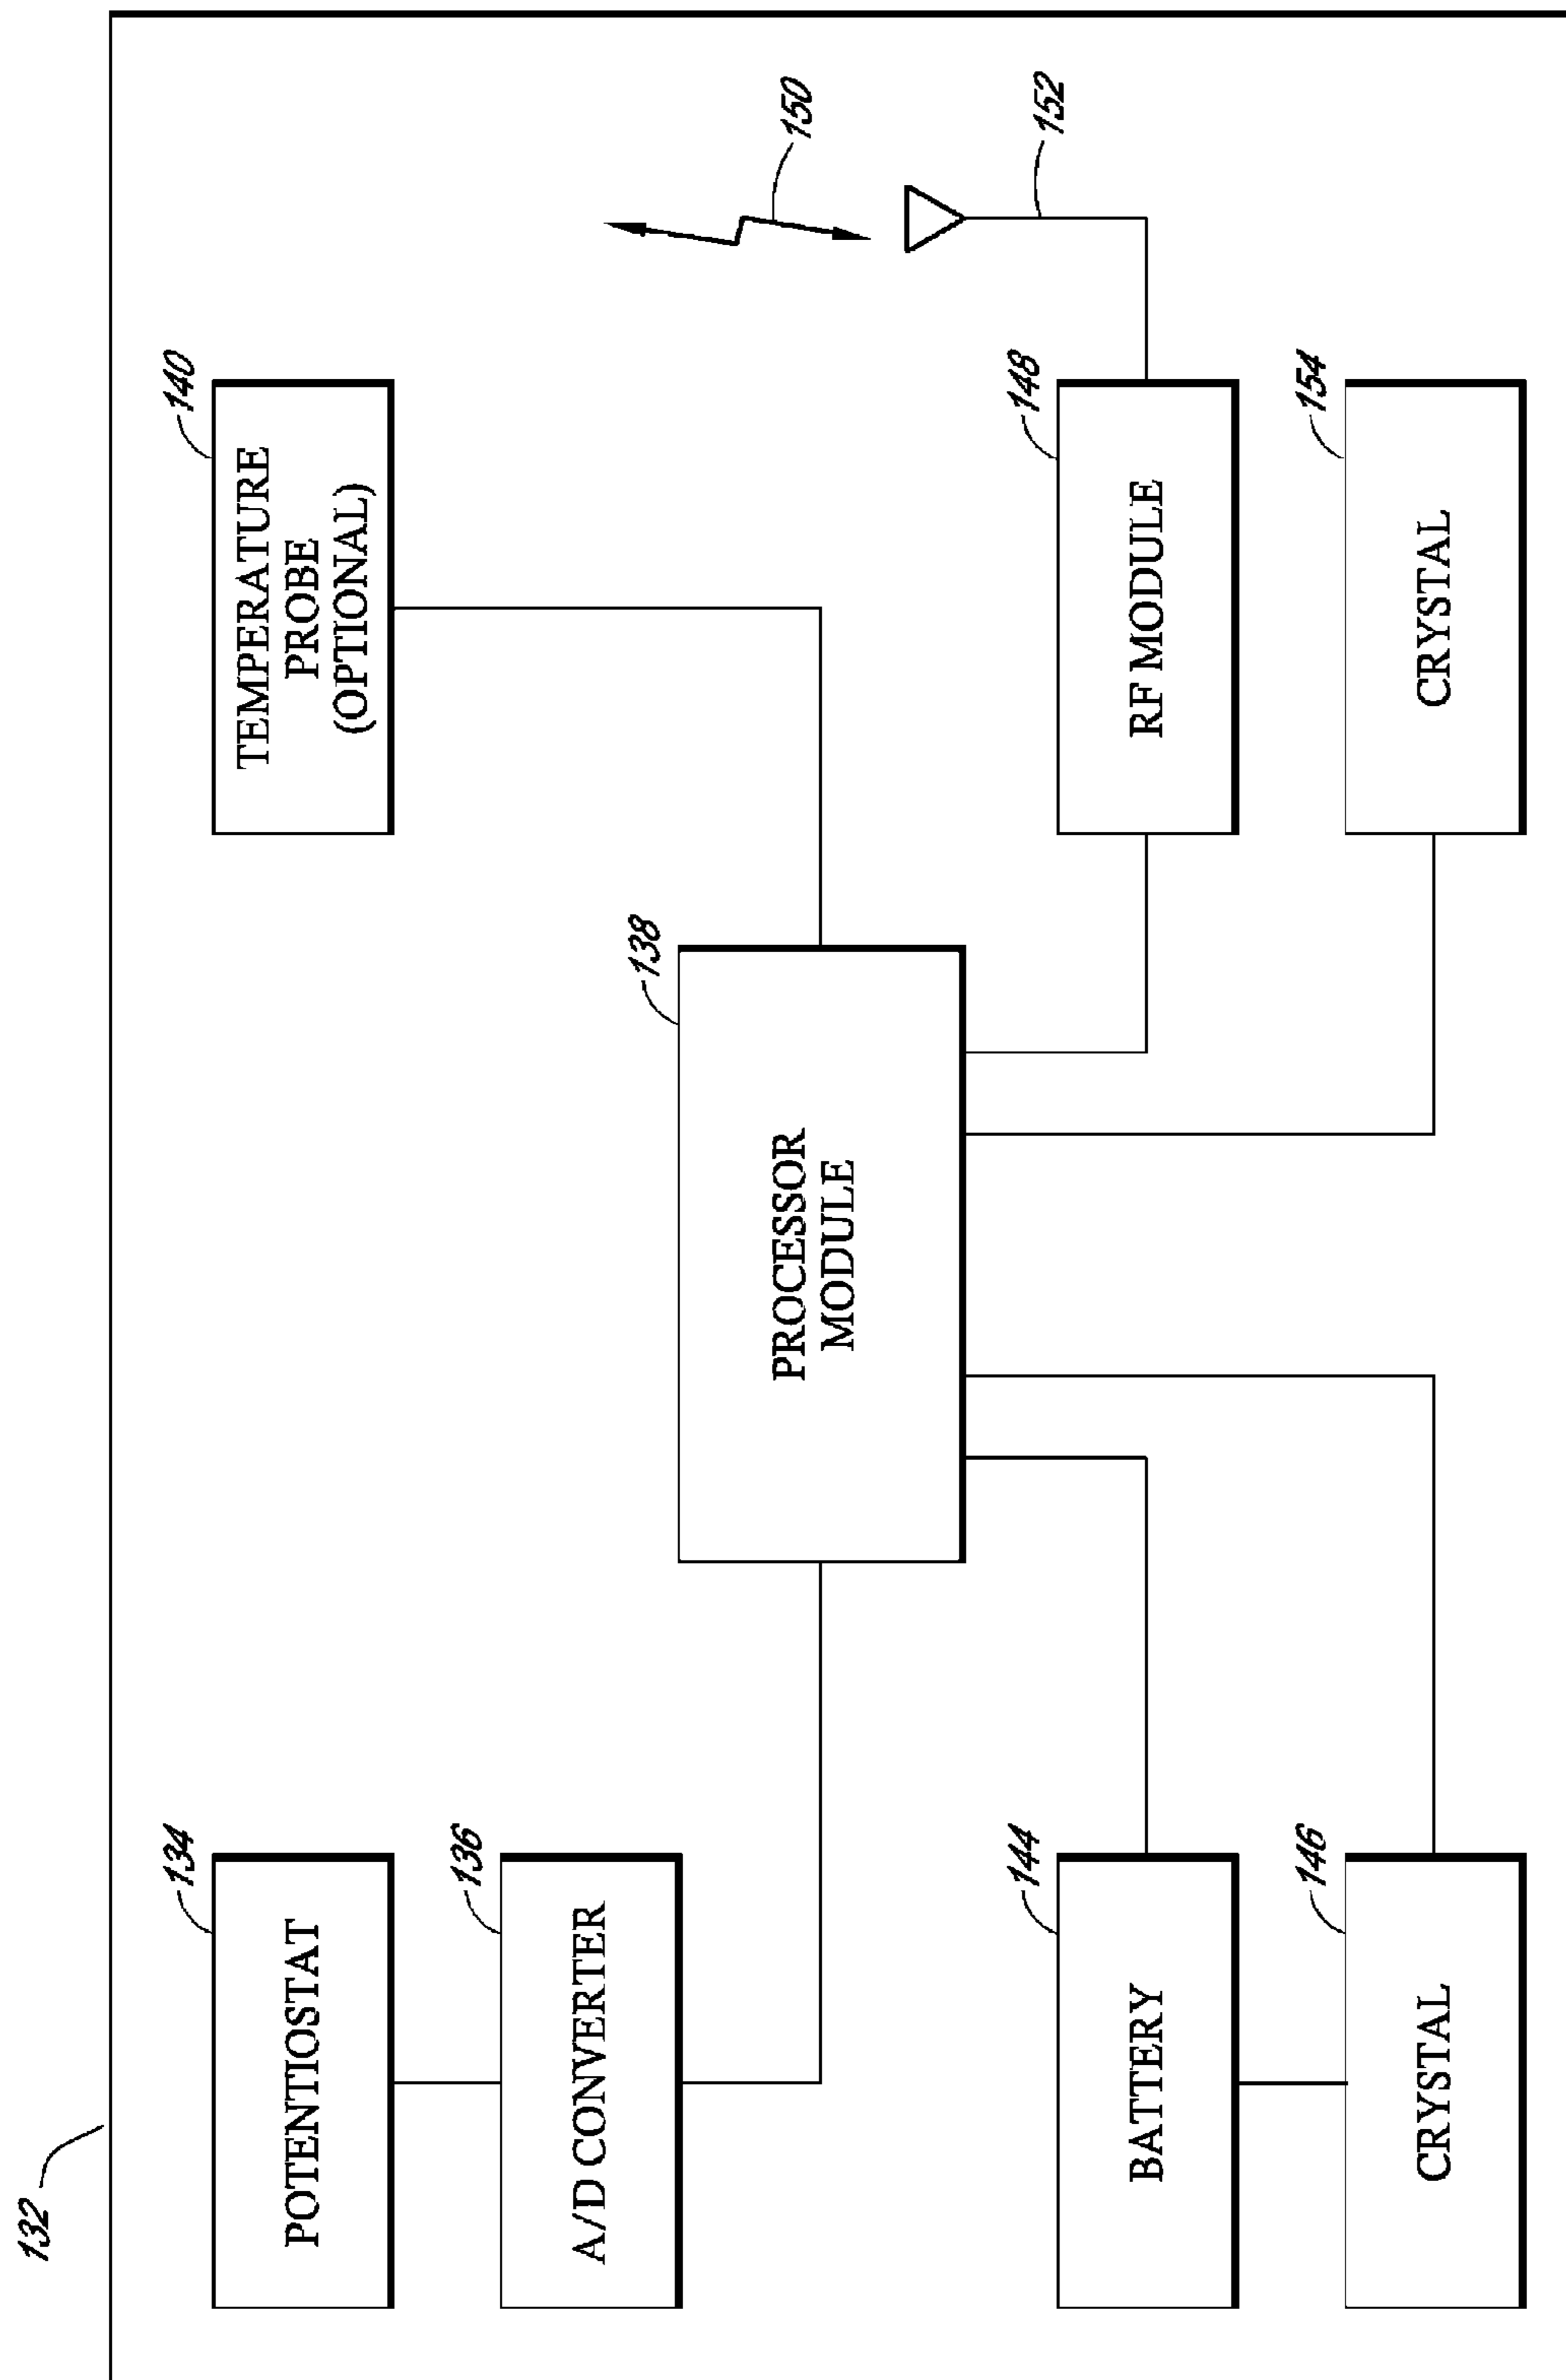 132
134
POTENTIOSTAT
140
TEMPERATURE
PROBE
(OPTIONAL)
136
A/D CONVERTER
138
PROCESSOR
MODULE
150
152
144
BATTERY
148
RF MODULE
146
CRYSTAL
154
CRYSTAL